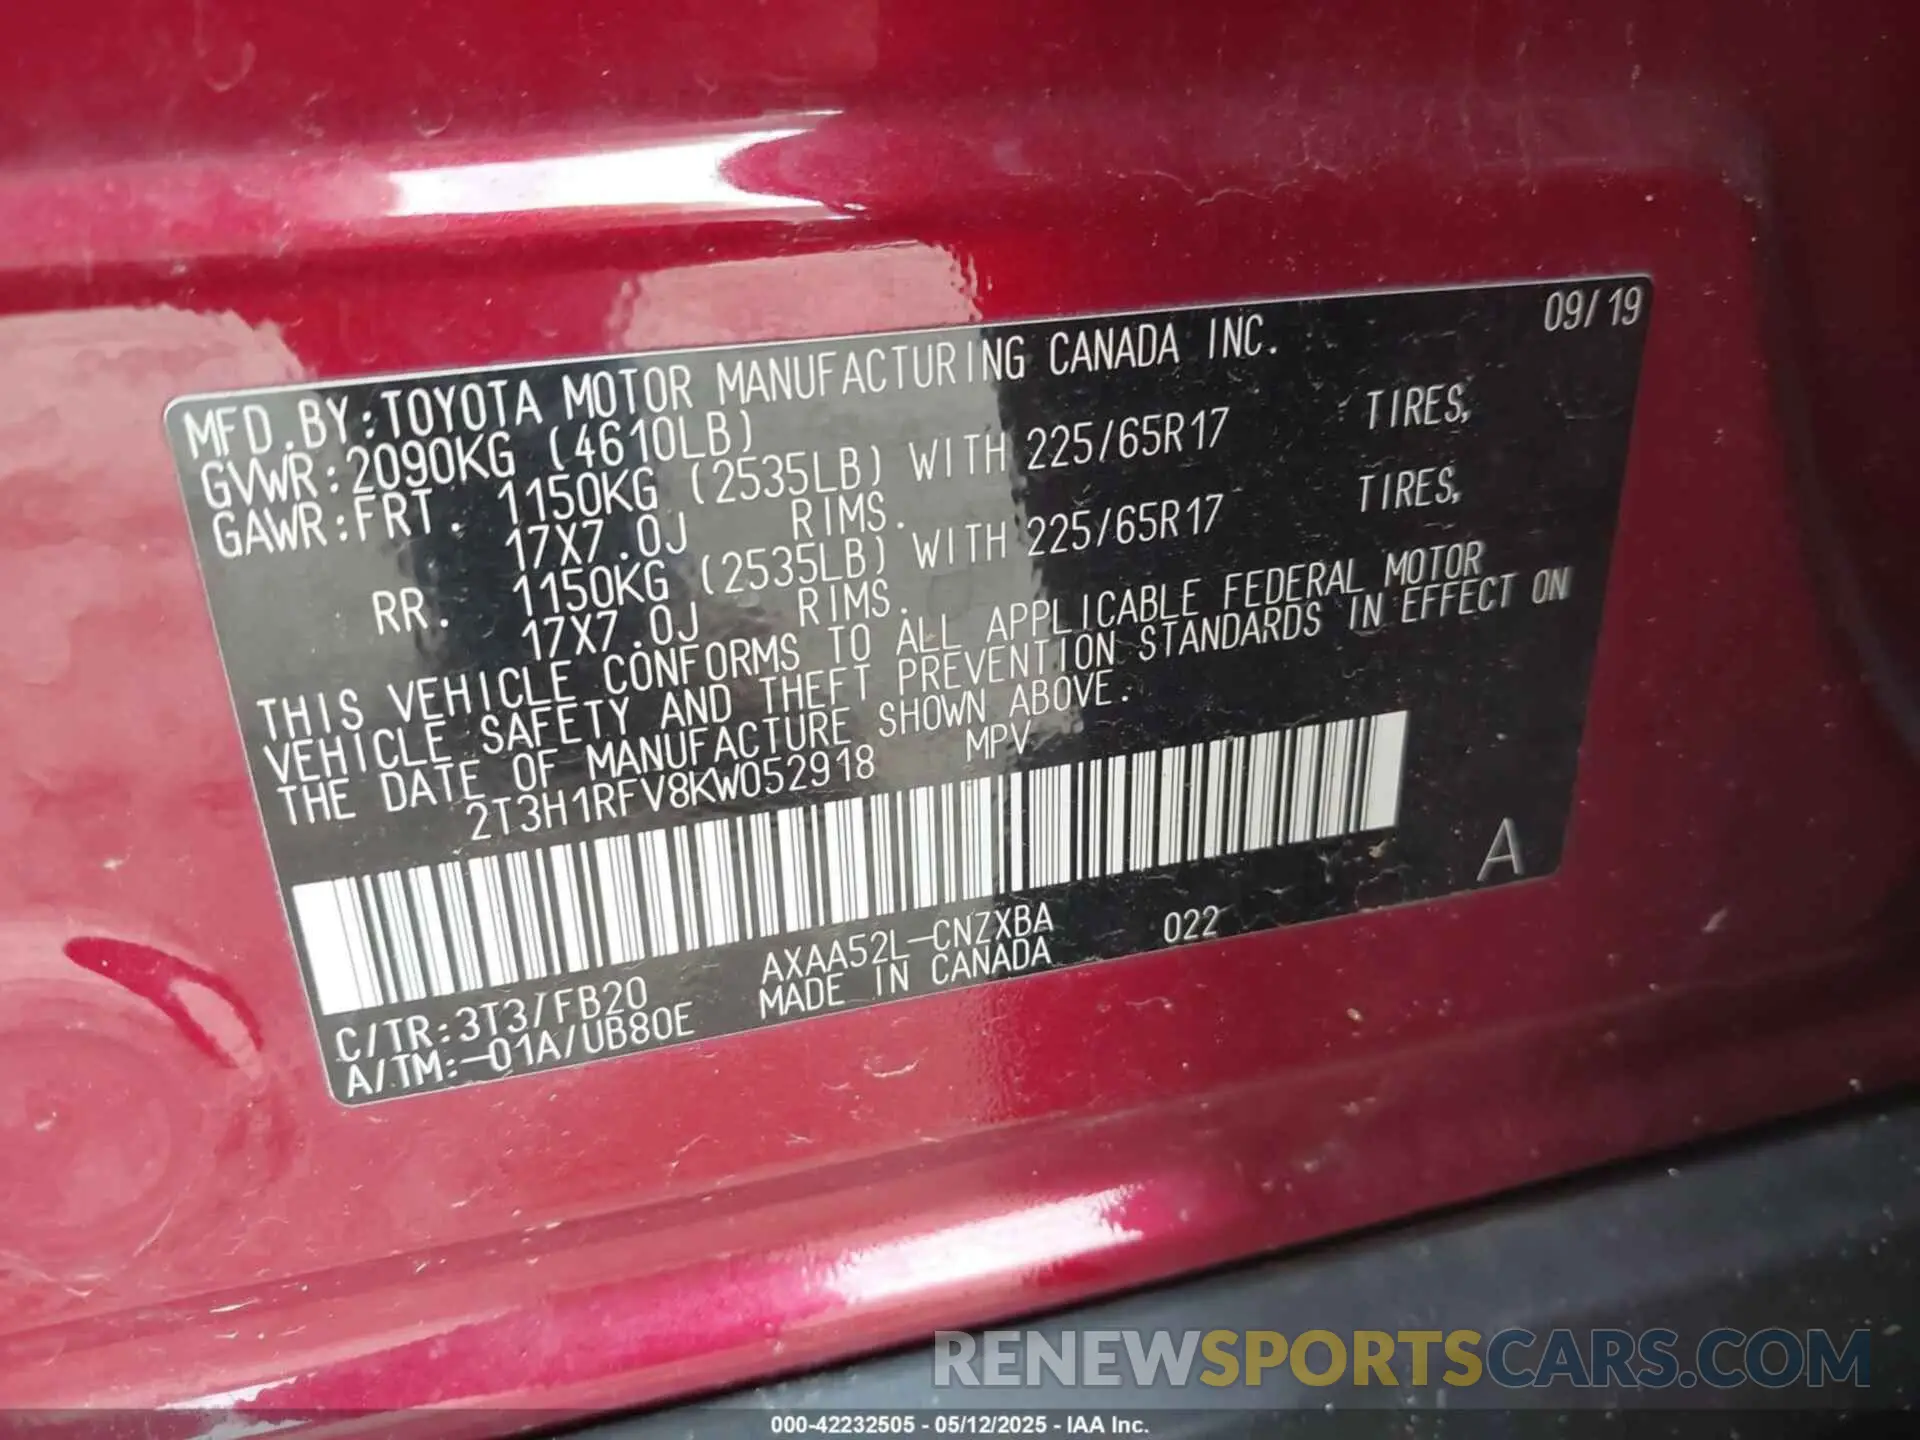 09/19
MFD.BY:TOYOTA MOTOR MANUFACTURING CANADA INC.
GVWR:2090KG (4610LB)
GAWR:FRT. 1150KG (2535LB) WITH 225/65R17 TIRES,
17X7.0J RIMS.
RR. 1150KG (2535LB) WITH 225/65R17 TIRES,
17X7.0J RIMS.
THIS VEHICLE CONFORMS TO ALL APPLICABLE FEDERAL MOTOR
VEHICLE SAFETY AND THEFT PREVENTION STANDARDS IN EFFECT ON
THE DATE OF MANUFACTURE SHOWN ABOVE.
2T3H1RFV8KW052918 MPV
A
C/TR:3T3/FB20 AXAA52L-CNZXBA 022
A/TM:-01A/UB80E MADE IN CANADA
RENEWSPORTSCARS.COM
000-42232505 - 05/12/2025 - IAA Inc.